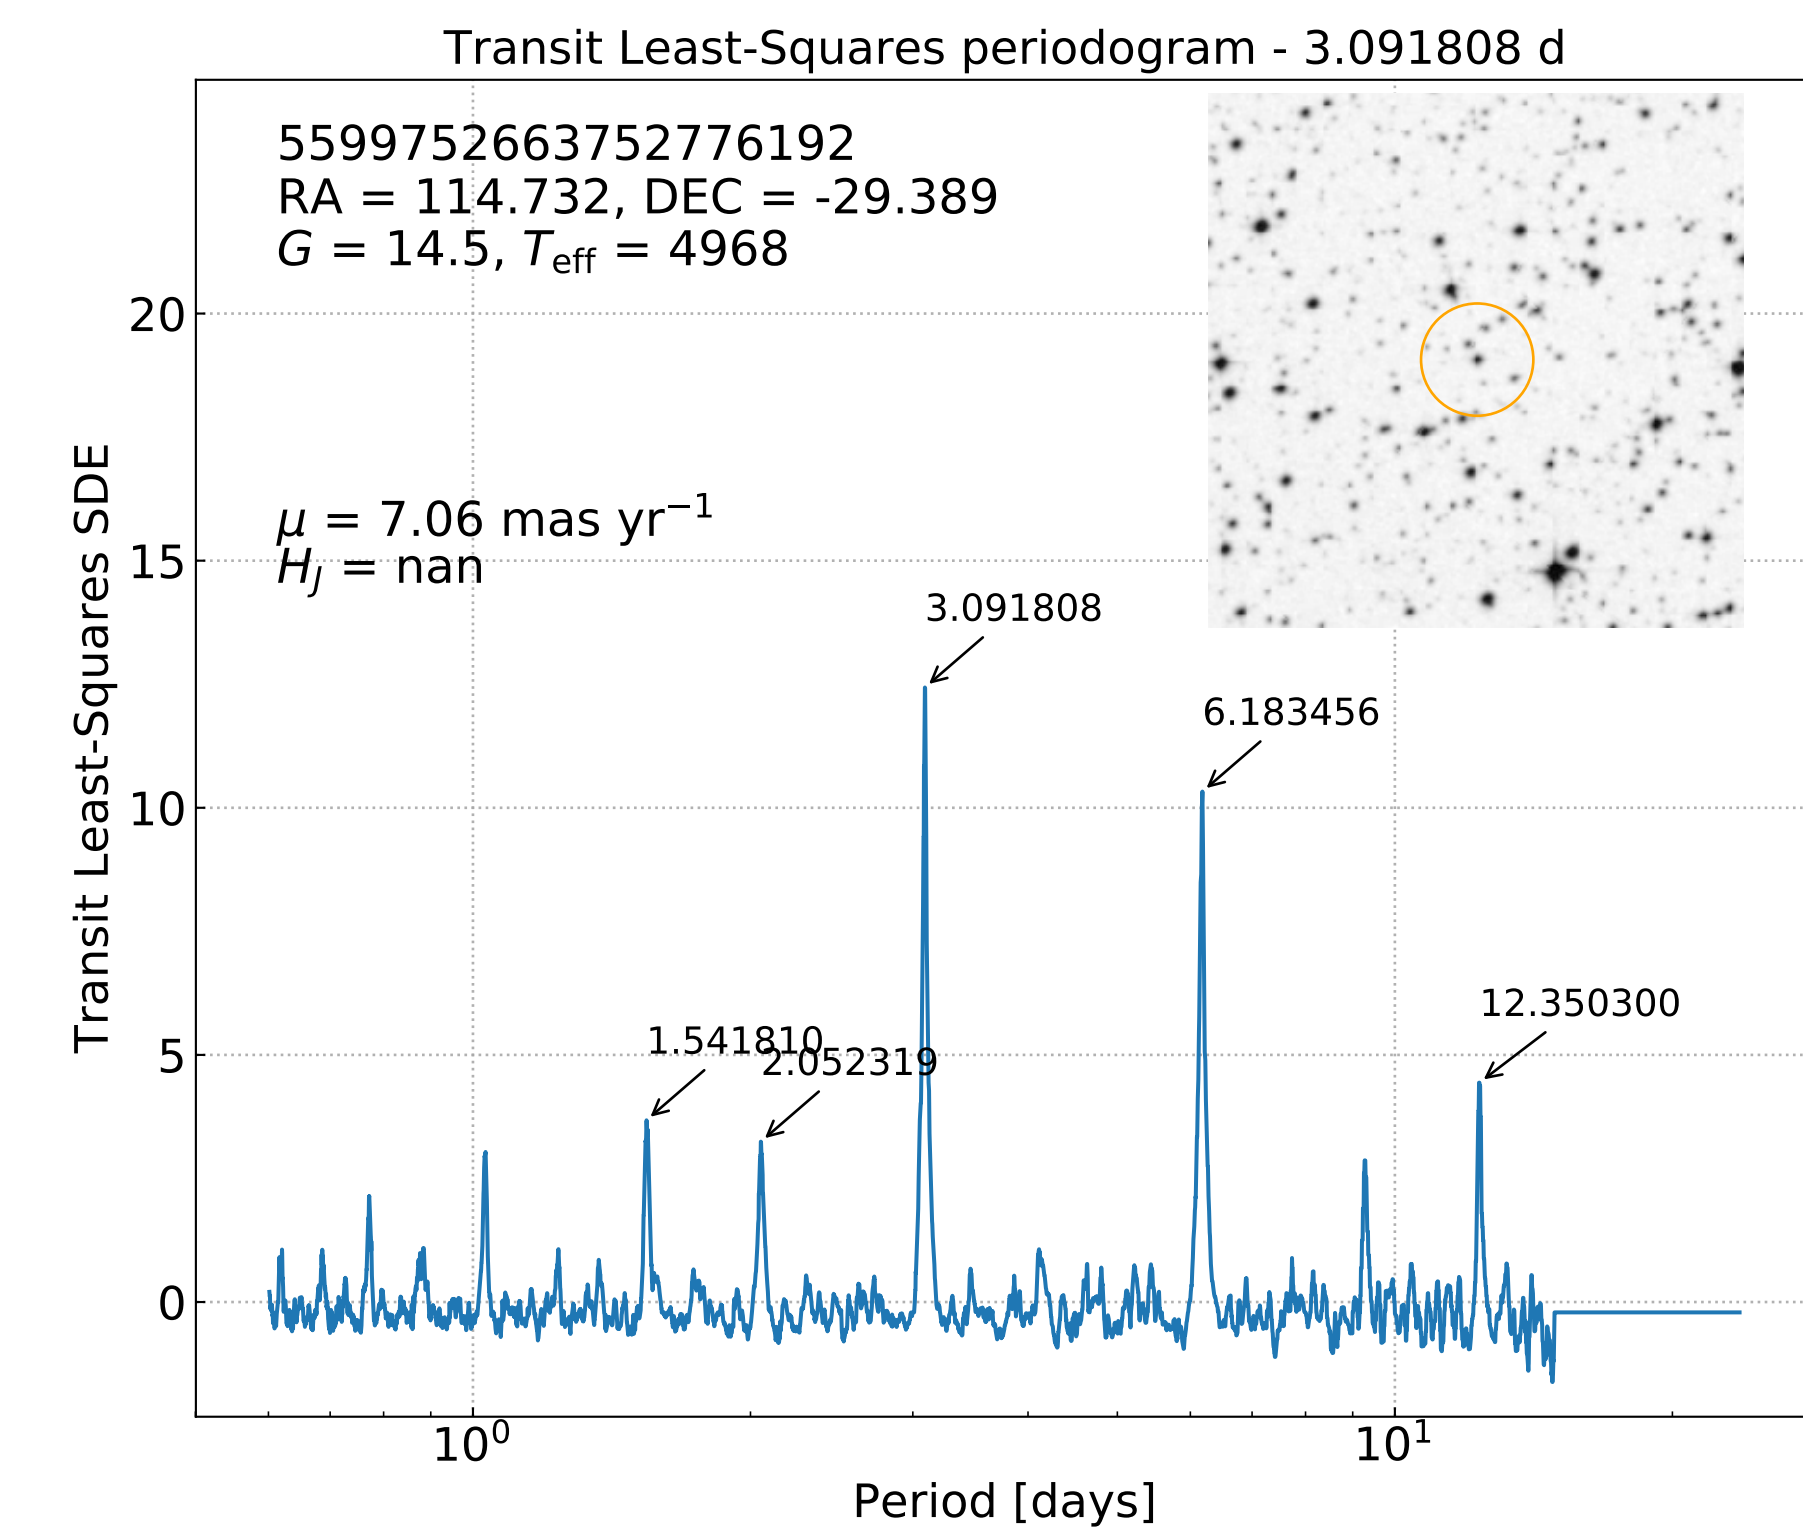 Transit Least-Squares periodogram - 3.091808 d
5599752663752776192
RA = 114.732, DEC = -29.389
G = 14.5, T_eff = 4968
μ = 7.06 mas yr⁻¹
H_J = nan
3.091808
6.183456
12.350300
1.541810
2.052319
20
15
10
5
0
10⁰
10¹
Transit Least-Squares SDE
Period [days]